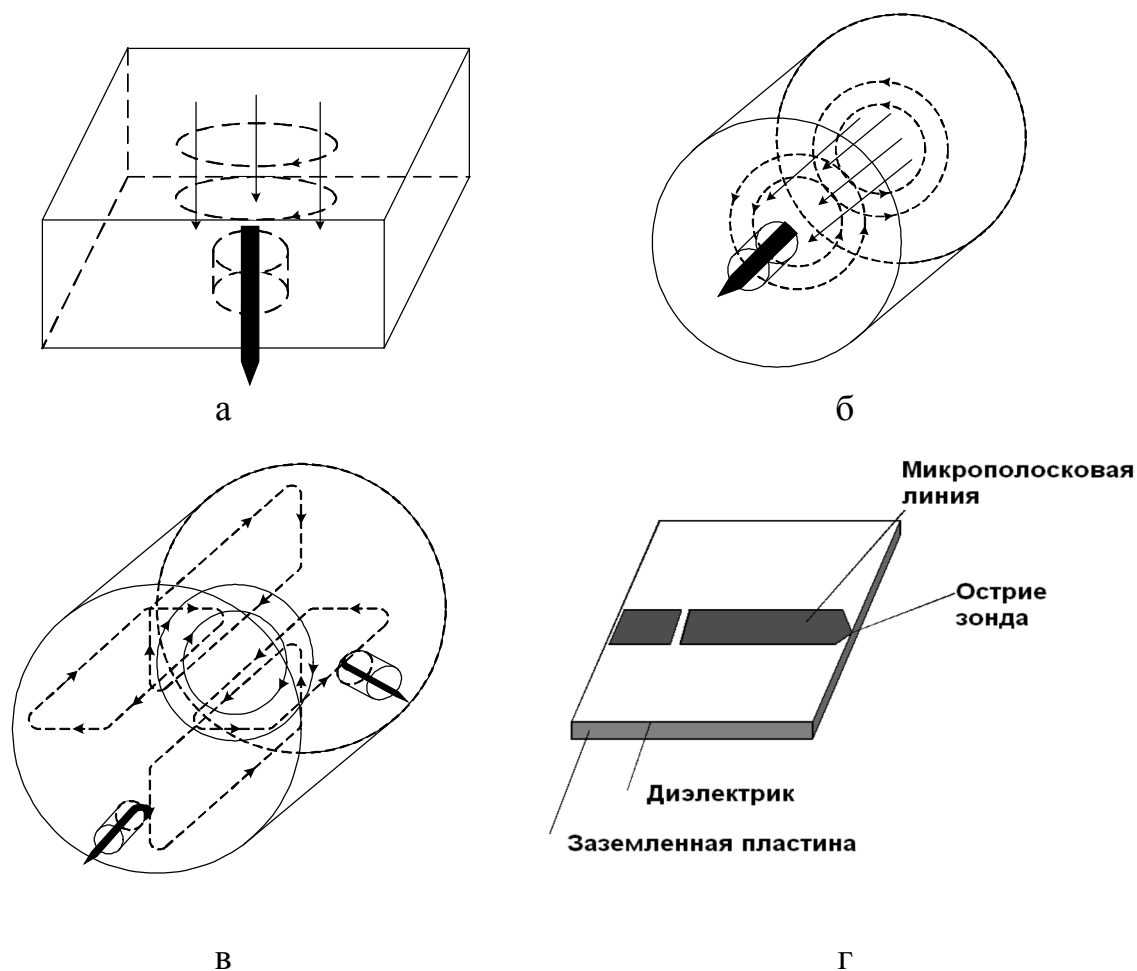 а
б
Микрополосковая
линия
Острие
зонда
Диэлектрик
Заземленная пластина
в
г